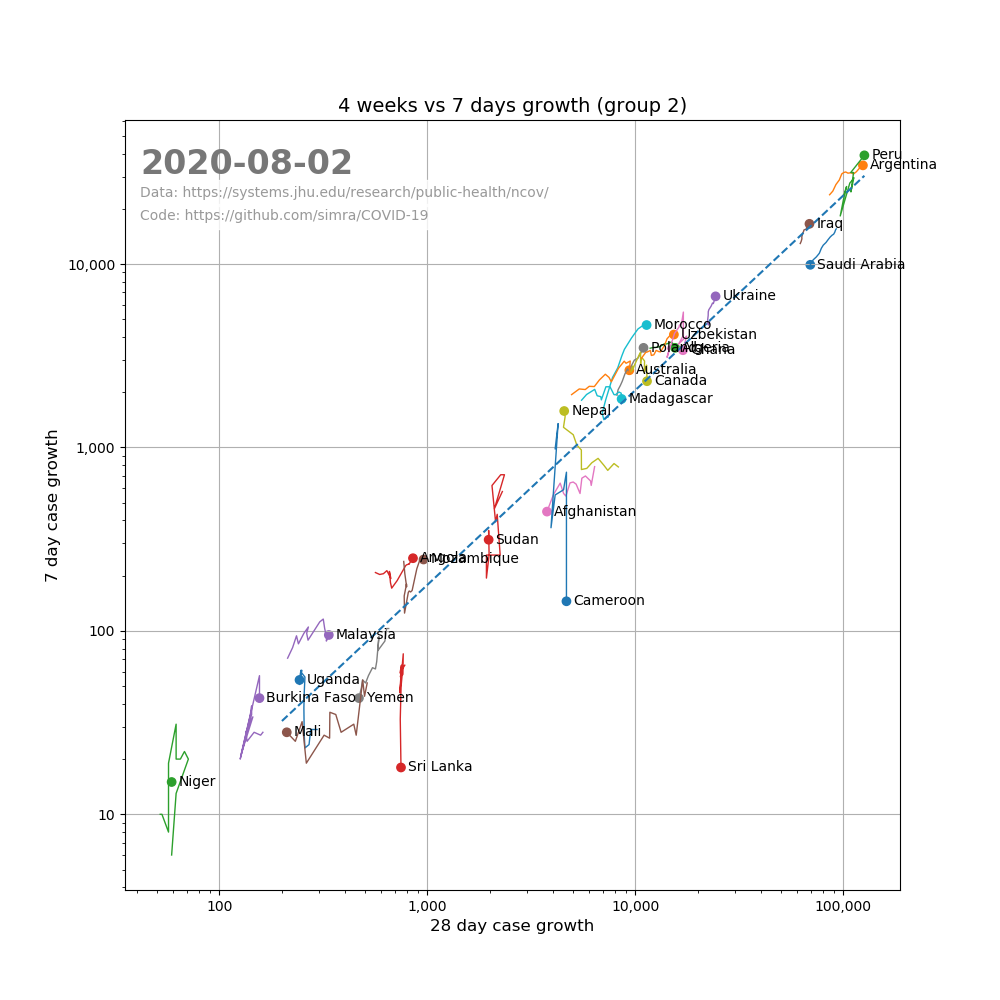 4 weeks vs 7 days growth (group 2)
2020-08-02
Data: https://systems.jhu.edu/research/public-health/ncov/
Code: https://github.com/simra/COVID-19
Peru
Argentina
Iraq
10,000
Saudi Arabia
Ukraine
Morocco
Uzbekistan
Poland
Algeria
Ghana
Australia
Canada
Madagascar
Nepal
1,000
Afghanistan
Sudan
Angola
Mozambique
Cameroon
100
Malaysia
Uganda
Burkina Faso
Yemen
Mali
Sri Lanka
Niger
10
7 day case growth
100
1,000
10,000
100,000
28 day case growth